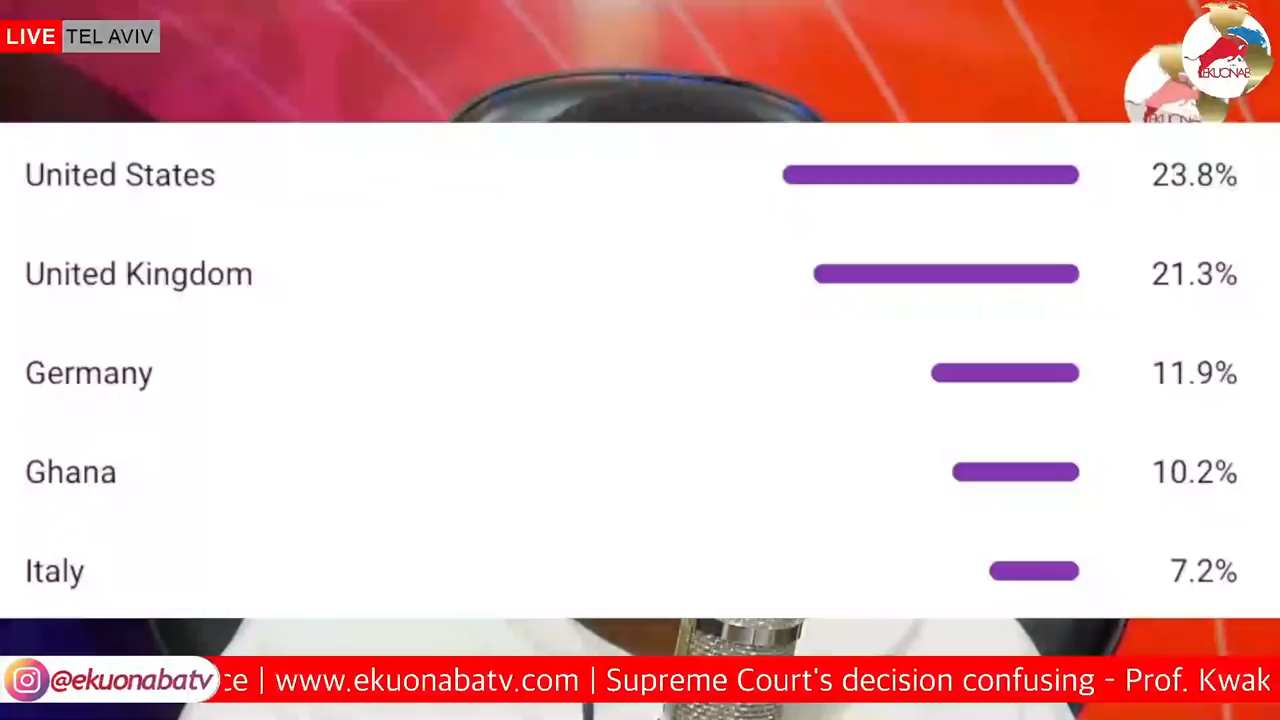 LIVE TEL AVIV
EKUONAB
United States 23.8%
United Kingdom 21.3%
Germany 11.9%
Ghana 10.2%
Italy 7.2%
@ekuonabatv ce | www.ekuonabatv.com | Supreme Court's decision confusing - Prof. Kwak